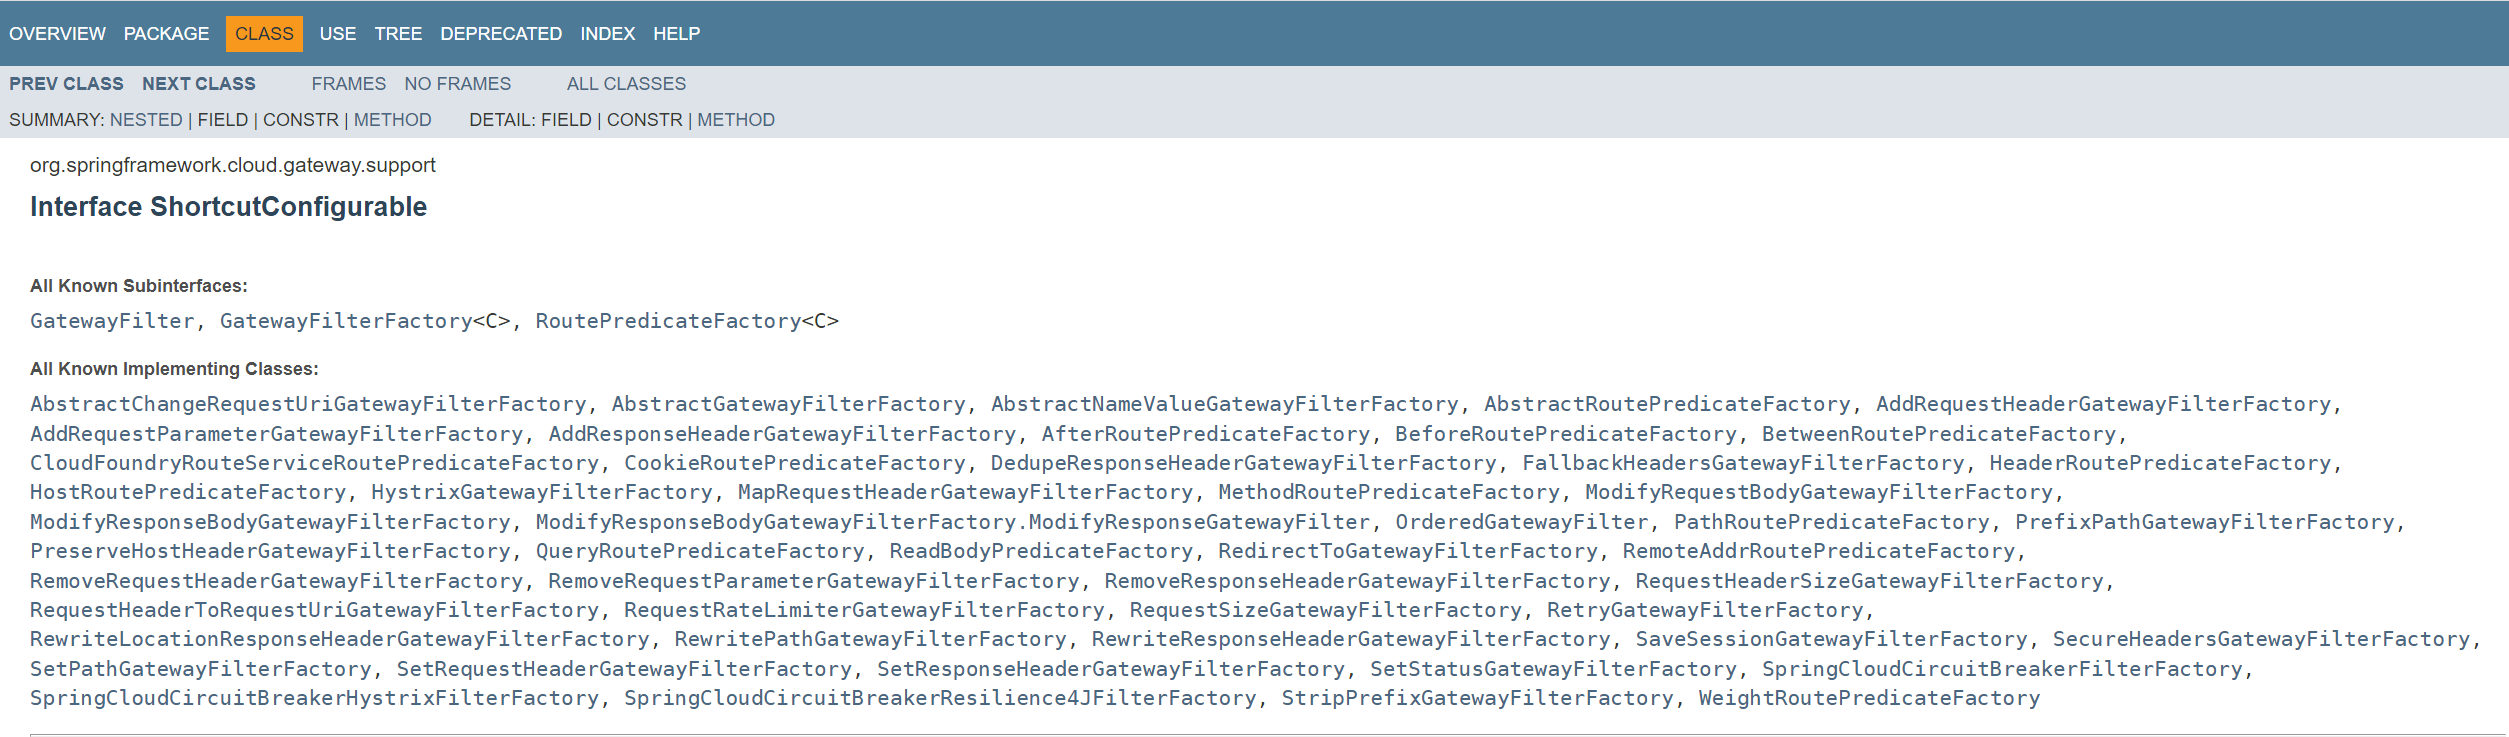 OVERVIEW PACKAGE CLASS USE TREE DEPRECATED INDEX HELP
PREV CLASS NEXT CLASS FRAMES NO FRAMES ALL CLASSES
SUMMARY: NESTED | FIELD | CONSTR | METHOD DETAIL: FIELD | CONSTR | METHOD
org.springframework.cloud.gateway.support
Interface ShortcutConfigurable
All Known Subinterfaces:
GatewayFilter, GatewayFilterFactory<C>, RoutePredicateFactory<C>
All Known Implementing Classes:
AbstractChangeRequestUriGatewayFilterFactory, AbstractGatewayFilterFactory, AbstractNameValueGatewayFilterFactory, AbstractRoutePredicateFactory, AddRequestHeaderGatewayFilterFactory,
AddRequestParameterGatewayFilterFactory, AddResponseHeaderGatewayFilterFactory, AfterRoutePredicateFactory, BeforeRoutePredicateFactory, BetweenRoutePredicateFactory,
CloudFoundryRouteServiceRoutePredicateFactory, CookieRoutePredicateFactory, DedupeResponseHeaderGatewayFilterFactory, FallbackHeadersGatewayFilterFactory, HeaderRoutePredicateFactory,
HostRoutePredicateFactory, HystrixGatewayFilterFactory, MapRequestHeaderGatewayFilterFactory, MethodRoutePredicateFactory, ModifyRequestBodyGatewayFilterFactory,
ModifyResponseBodyGatewayFilterFactory, ModifyResponseBodyGatewayFilterFactory.ModifyResponseGatewayFilter, OrderedGatewayFilter, PathRoutePredicateFactory, PrefixPathGatewayFilterFactory,
PreserveHostHeaderGatewayFilterFactory, QueryRoutePredicateFactory, ReadBodyPredicateFactory, RedirectToGatewayFilterFactory, RemoteAddrRoutePredicateFactory,
RemoveRequestHeaderGatewayFilterFactory, RemoveRequestParameterGatewayFilterFactory, RemoveResponseHeaderGatewayFilterFactory, RequestHeaderSizeGatewayFilterFactory,
RequestHeaderToRequestUriGatewayFilterFactory, RequestRateLimiterGatewayFilterFactory, RequestSizeGatewayFilterFactory, RetryGatewayFilterFactory,
RewriteLocationResponseHeaderGatewayFilterFactory, RewritePathGatewayFilterFactory, RewriteResponseHeaderGatewayFilterFactory, SaveSessionGatewayFilterFactory, SecureHeadersGatewayFilterFactory,
SetPathGatewayFilterFactory, SetRequestHeaderGatewayFilterFactory, SetResponseHeaderGatewayFilterFactory, SetStatusGatewayFilterFactory, SpringCloudCircuitBreakerFilterFactory,
SpringCloudCircuitBreakerHystrixFilterFactory, SpringCloudCircuitBreakerResilience4JFilterFactory, StripPrefixGatewayFilterFactory, WeightRoutePredicateFactory